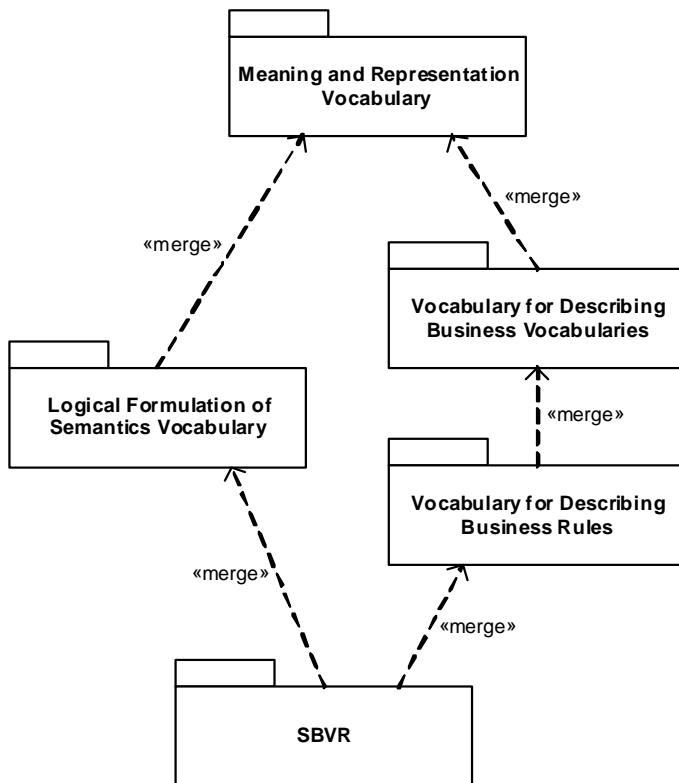 Meaning and Representation
Vocabulary
«merge»
«merge»
Vocabulary for Describing
Business Vocabularies
Logical Formulation of
Semantics Vocabulary
«merge»
Vocabulary for Describing
Business Rules
«merge»
«merge»
SBVR